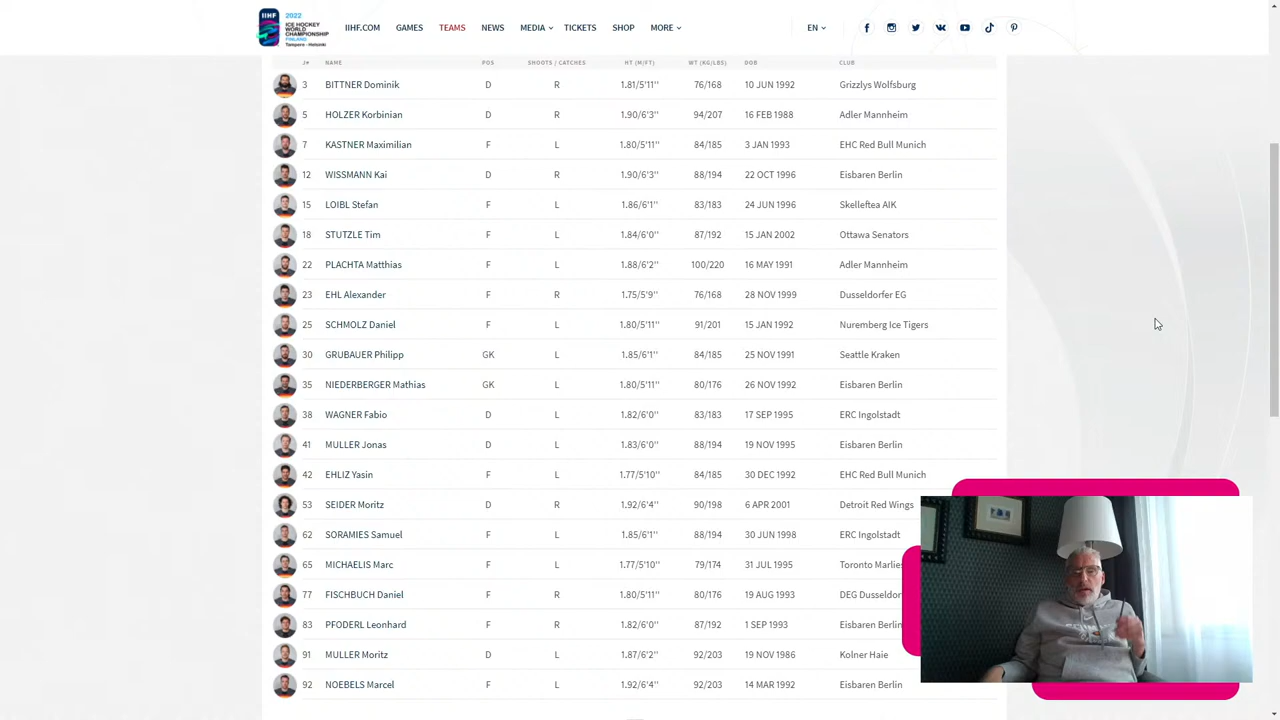 IIHF 2022 ICE HOCKEY WORLD CHAMPIONSHIP FINLAND Tampere - Helsinki
IIHF.COM GAMES TEAMS NEWS MEDIA TICKETS SHOP MORE EN
J# NAME POS SHOOTS / CATCHES HT (M/FT) WT (KG/LBS) DOB CLUB
3 BITTNER Dominik D L 1.81/5'11'' 10 JUN 1992 Grizzlys Wolfsburg
5 HOLZER Korbinian D R 1.90/6'3'' 94/207 16 FEB 1988 Adler Mannheim
7 KASTNER Maximilian F L 1.80/5'11'' 84/185 3 JAN 1993 EHC Red Bull Munich
12 WISSMANN Kai D R 1.90/6'3'' 88/194 22 OCT 1996 Eisbaren Berlin
15 LOIBL Stefan F L 1.86/6'1'' 83/183 24 JUN 1996 Skelleftea AIK
18 STUTZLE Tim F L 1.84/6'0'' 87/192 15 JAN 2002 Ottawa Senators
22 PLACHTA Matthias F L 1.88/6'2'' 100/220 16 MAY 1991 Adler Mannheim
23 EHL Alexander F L 1.75/5'9'' 28 NOV 1999 Dusseldorfer EG
25 SCHMOLZ Daniel F 1.80/5'11'' 15 JAN 1992 Nuremberg Ice Tigers
30 GRUBAUER Philipp GK L 1.85/6'1'' 25 NOV 1991 Seattle Kraken
35 NIEDERBERGER Mathias GK L 1.80/5'11'' 80/176 26 NOV 1992 Eisbaren Berlin
38 WAGNER Fabio D L 1.82/6'0'' 83/183 17 SEP 1995 ERC Ingolstadt
41 MULLER Jonas D L 1.83/6'0'' 88/194 19 NOV 1995 Eisbaren Berlin
42 EHLIZ Yasin F L 1.77/5'10'' 84/185 30 DEC 1992 EHC Red Bull Munich
53 SEIDER Moritz D R 1.92/6'4'' 90/198 6 APR 2001 Detroit Red Wings
62 SORAMIES Samuel F L 1.85/6'1'' 88/194 30 JUN 1998 ERC Ingolstadt
65 MICHAELIS Marc F L 1.77/5'10'' 31 JUL 1995 Toronto Marlies
77 FISCHBUCH Daniel F R 1.80/5'11'' 80/176 19 AUG 1993 DEG Dusseldor
83 PFODERL Leonhard F R 1.82/6'0'' 87/192 1 SEP 1993 Eisbaren Berlin
91 MULLER Moritz D L 1.87/6'2'' 92/203 19 NOV 1986 Kolner Haie
92 NOEBELS Marcel F L 1.92/6'4'' 92/203 14 MAR 1992 Eisbaren Berlin